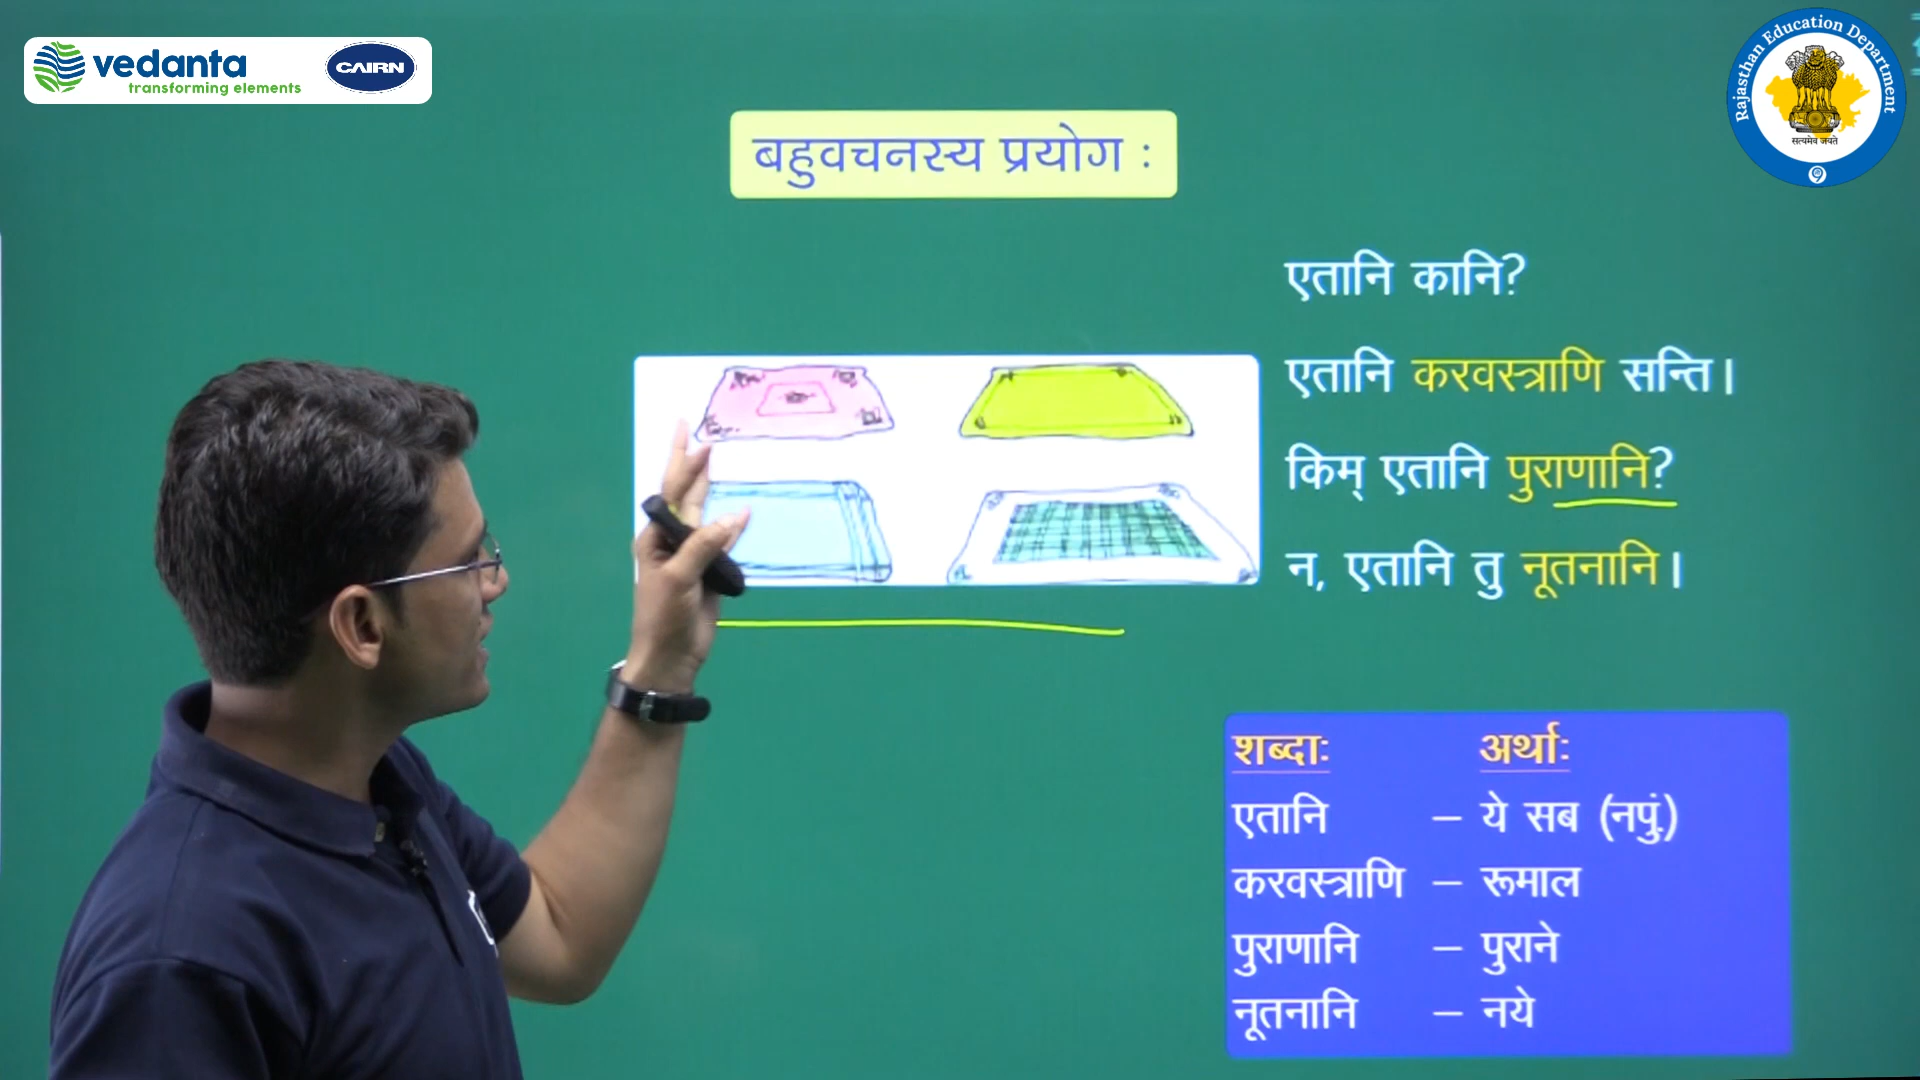 vedanta
transforming elements
CAIRN
Rajasthan Education Department
सत्यमेव जयते
बहुवचनस्य प्रयोग :
एतानि कानि?
एतानि करवस्त्राणि सन्ति।
किम् एतानि पुराणानि?
न, एतानि तु नूतनानि।
शब्दाः अर्थाः
एतानि – ये सब (नपुं.)
करवस्त्राणि – रूमाल
पुराणानि – पुराने
नूतनानि – नये